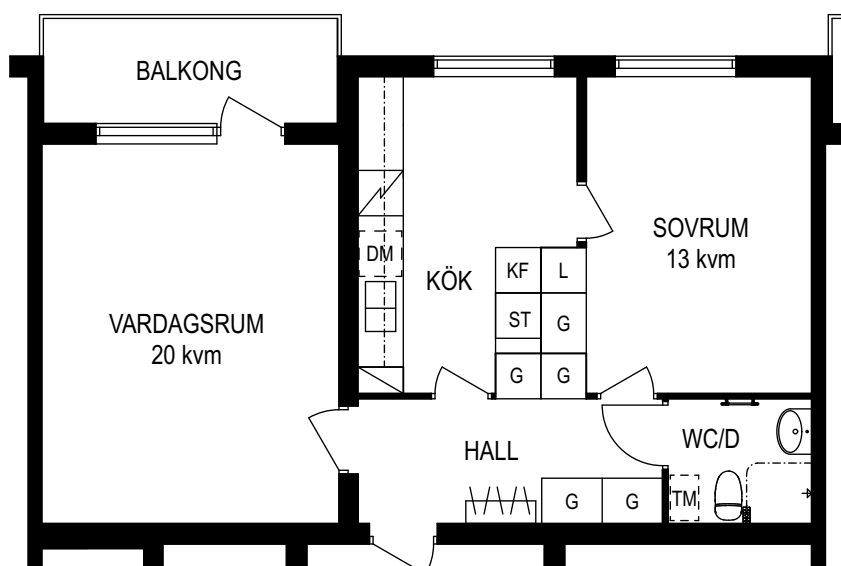 BALKONG
SOVRUM
13 kvm
DM
KÖK
KF
L
ST
G
G
G
VARDAGSRUM
20 kvm
HALL
WC/D
G
G
TM